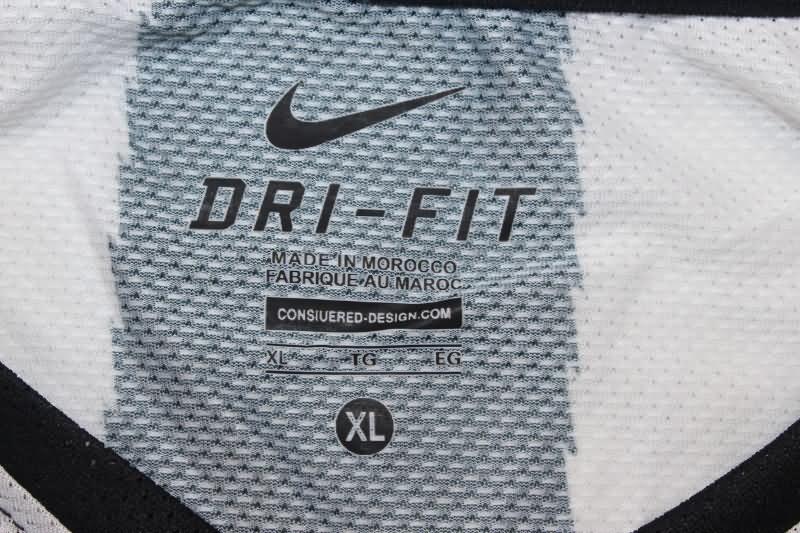 DRI-FIT
MADE IN MOROCCO
FABRIQUE AU MAROC
CONSIUERED-DESIGN.COM
XL TG EG
XL